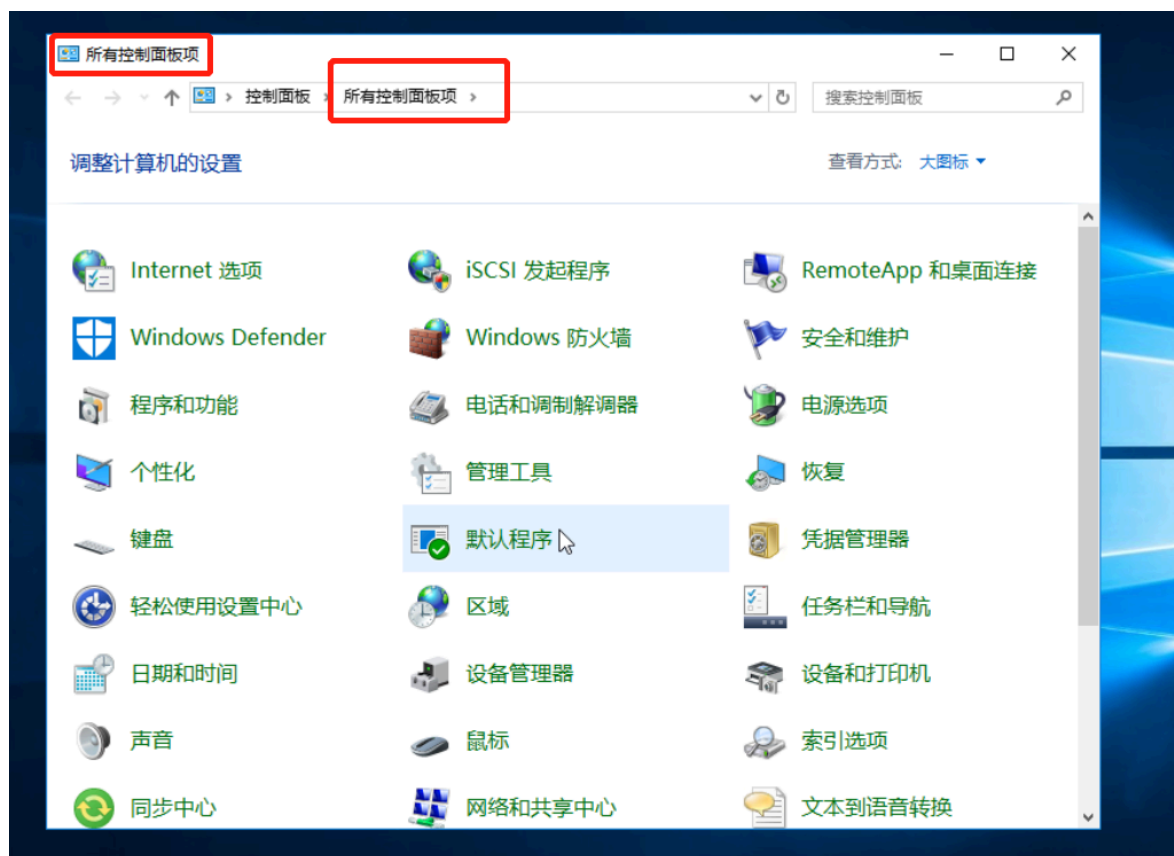 所有控制面板项
控制面板 › 所有控制面板项 ›
搜索控制面板
调整计算机的设置
查看方式: 大图标
Internet 选项
iSCSI 发起程序
RemoteApp 和桌面连接
Windows Defender
Windows 防火墙
安全和维护
程序和功能
电话和调制解调器
电源选项
个性化
管理工具
恢复
键盘
默认程序
凭据管理器
轻松使用设置中心
区域
任务栏和导航
日期和时间
设备管理器
设备和打印机
声音
鼠标
索引选项
同步中心
网络和共享中心
文本到语音转换